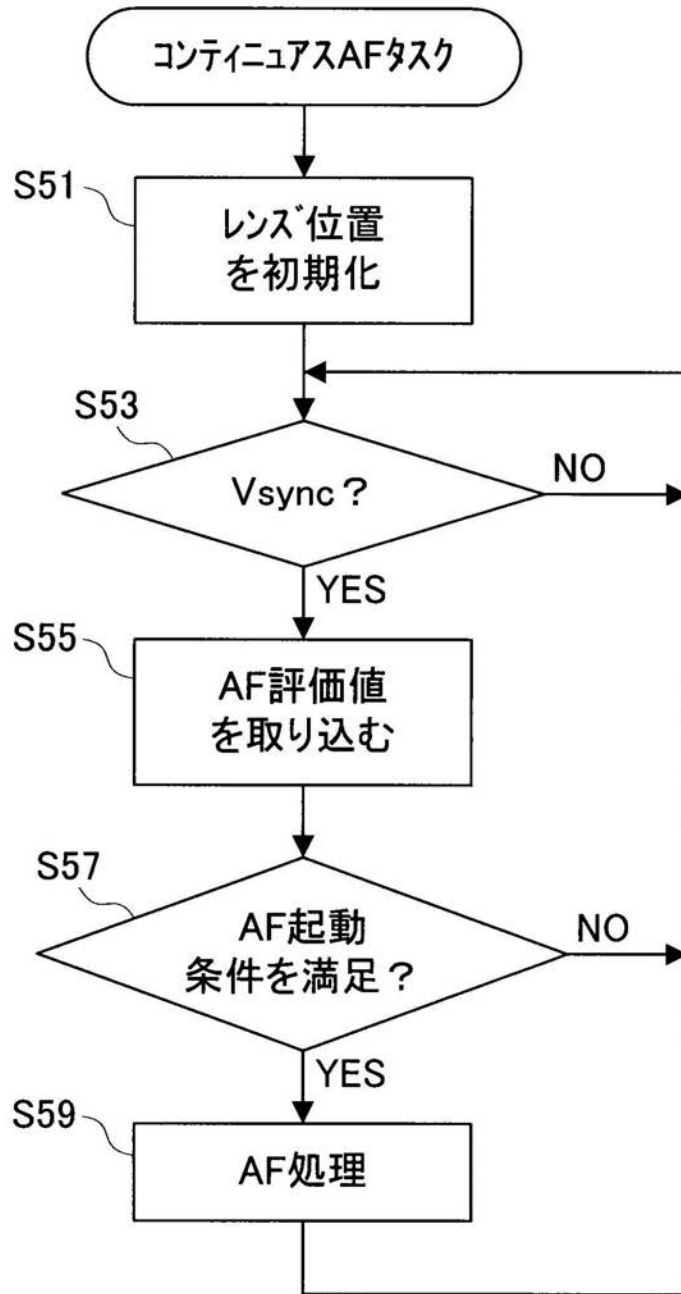 コンティニュアスAFタスク
S51
レンズ位置
を初期化
S53
Vsync？
NO
YES
S55
AF評価値
を取り込む
S57
AF起動
条件を満足？
NO
YES
S59
AF処理